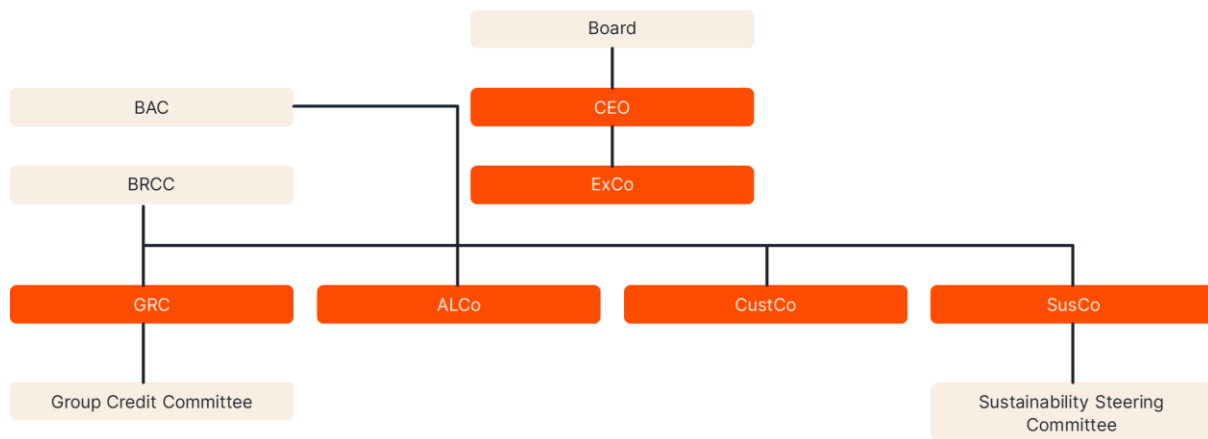 Board
BAC
CEO
BRCC
ExCo
GRC
ALCo
CustCo
SusCo
Group Credit Committee
Sustainability Steering
Committee